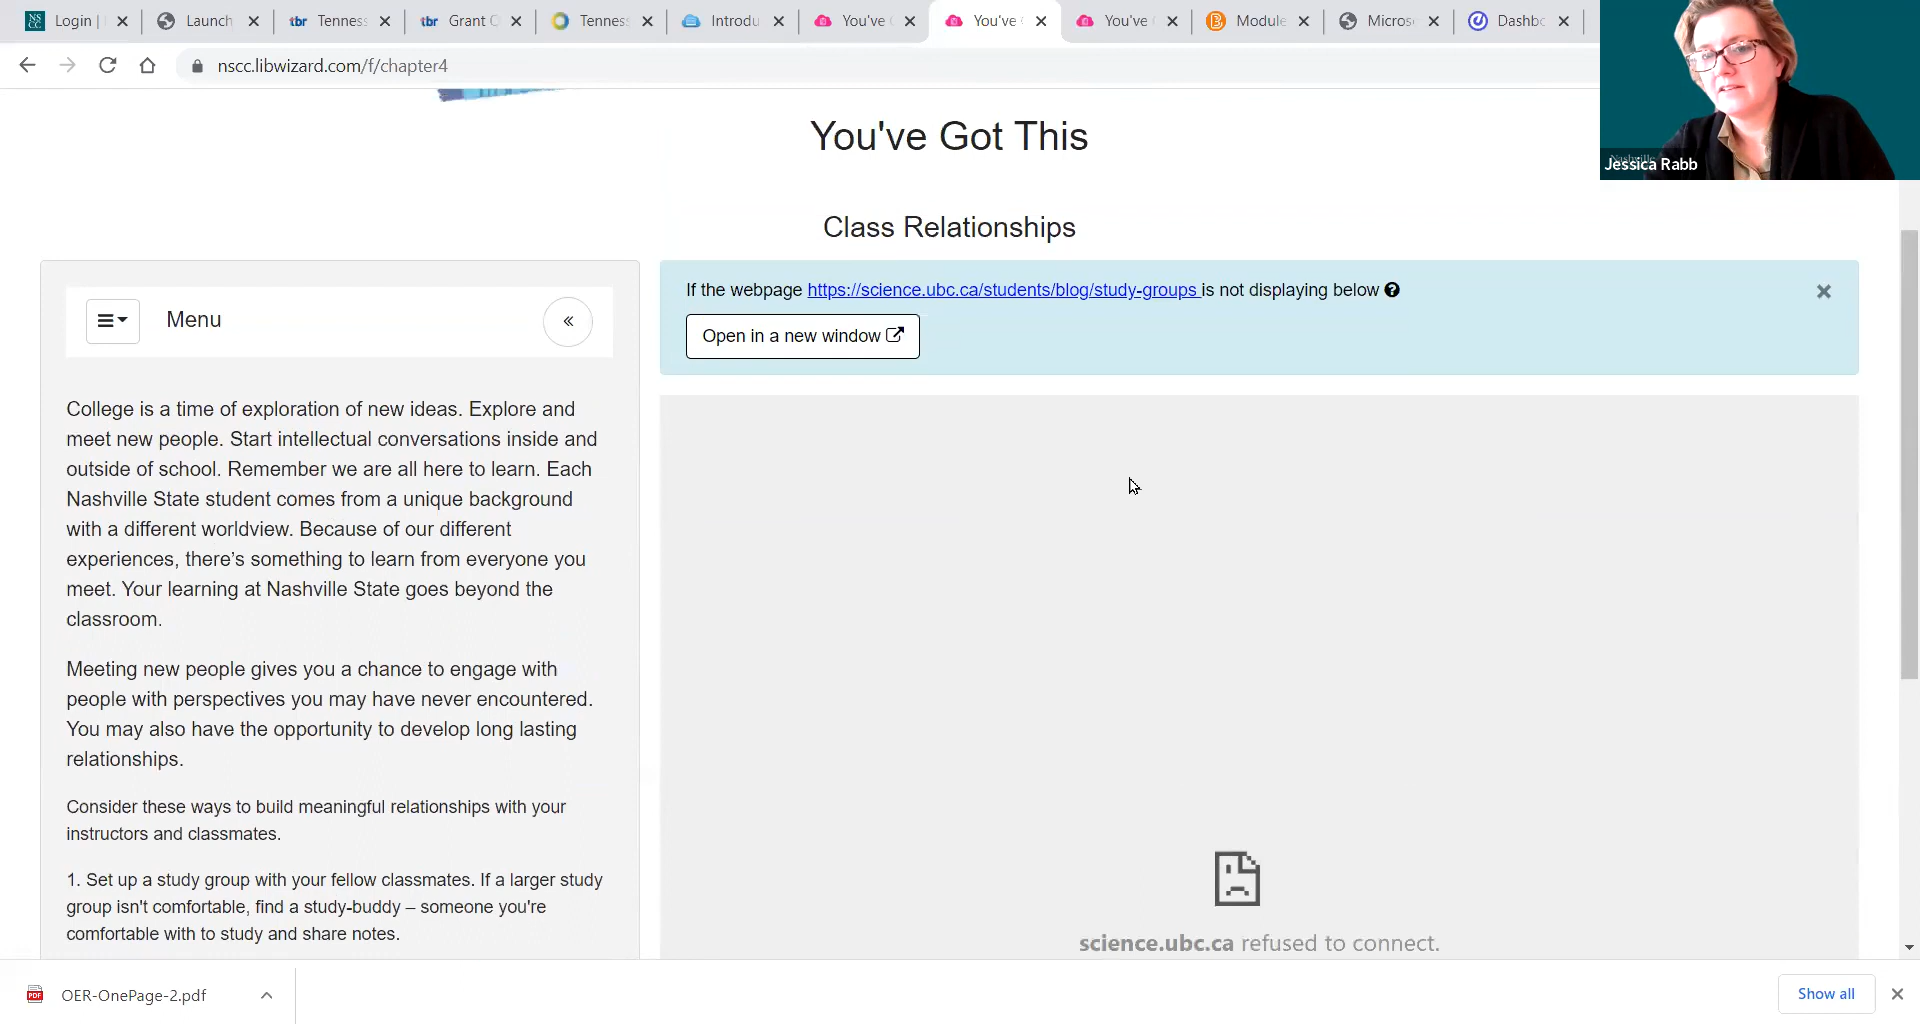 NS CC Login | Launch tbr Tenness tbr Grant O Tenness Introdu You've You've You've Module Micros Dashbo
nscc.libwizard.com/f/chapter4
Jessica Rabb
You've Got This
Class Relationships
Menu
If the webpage https://science.ubc.ca/students/blog/study-groups is not displaying below
Open in a new window
College is a time of exploration of new ideas. Explore and
meet new people. Start intellectual conversations inside and
outside of school. Remember we are all here to learn. Each
Nashville State student comes from a unique background
with a different worldview. Because of our different
experiences, there's something to learn from everyone you
meet. Your learning at Nashville State goes beyond the
classroom.
Meeting new people gives you a chance to engage with
people with perspectives you may have never encountered.
You may also have the opportunity to develop long lasting
relationships.
Consider these ways to build meaningful relationships with your
instructors and classmates.
1. Set up a study group with your fellow classmates. If a larger study
group isn't comfortable, find a study-buddy – someone you're
comfortable with to study and share notes.
science.ubc.ca refused to connect.
PDF OER-OnePage-2.pdf
Show all